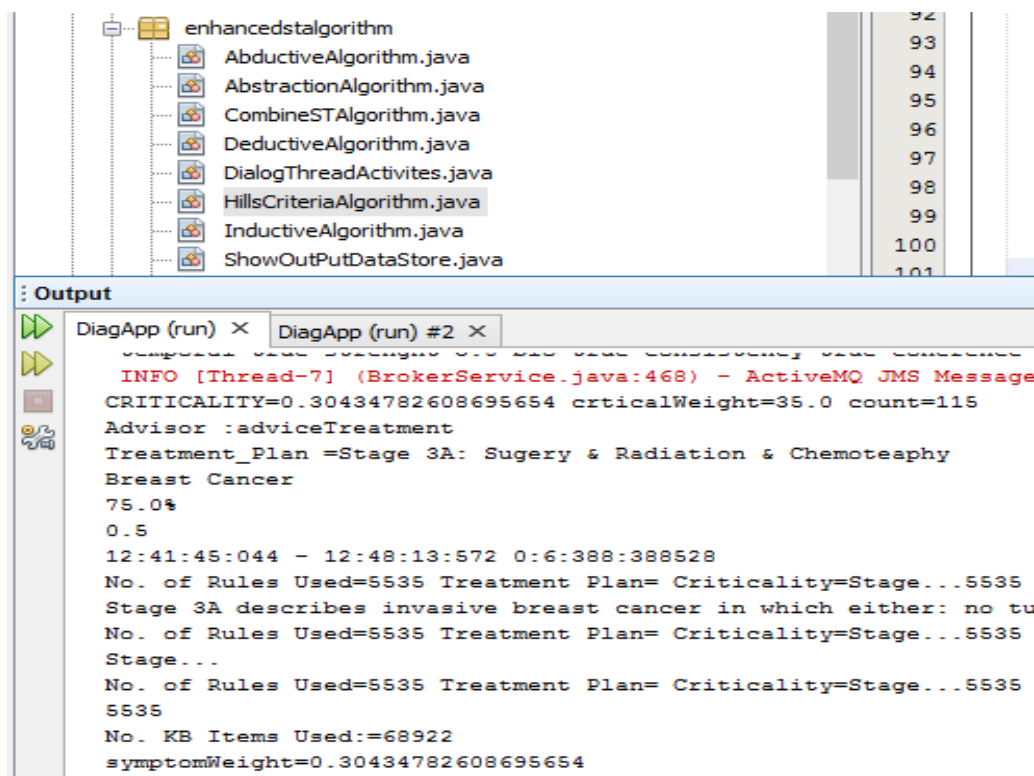 enhancedstalgorithm
AbductiveAlgorithm.java
AbstractionAlgorithm.java
CombineSTAlgorithm.java
DeductiveAlgorithm.java
DialogThreadActivites.java
HillsCriteriaAlgorithm.java
InductiveAlgorithm.java
ShowOutPutDataStore.java
92
93
94
95
96
97
98
99
100
101
Output
DiagApp (run) × DiagApp (run) #2 ×
INFO [Thread-7] (BrokerService.java:468) - ActiveMQ JMS Message
CRITICALITY=0.30434782608695654 crticalWeight=35.0 count=115
Advisor :adviceTreatment
Treatment_Plan =Stage 3A: Sugery & Radiation & Chemoteaphy
Breast Cancer
75.0%
0.5
12:41:45:044 - 12:48:13:572 0:6:388:388528
No. of Rules Used=5535 Treatment Plan= Criticality=Stage...5535
Stage 3A describes invasive breast cancer in which either: no tu
No. of Rules Used=5535 Treatment Plan= Criticality=Stage...5535
Stage...
No. of Rules Used=5535 Treatment Plan= Criticality=Stage...5535
5535
No. KB Items Used:=68922
symptomWeight=0.30434782608695654